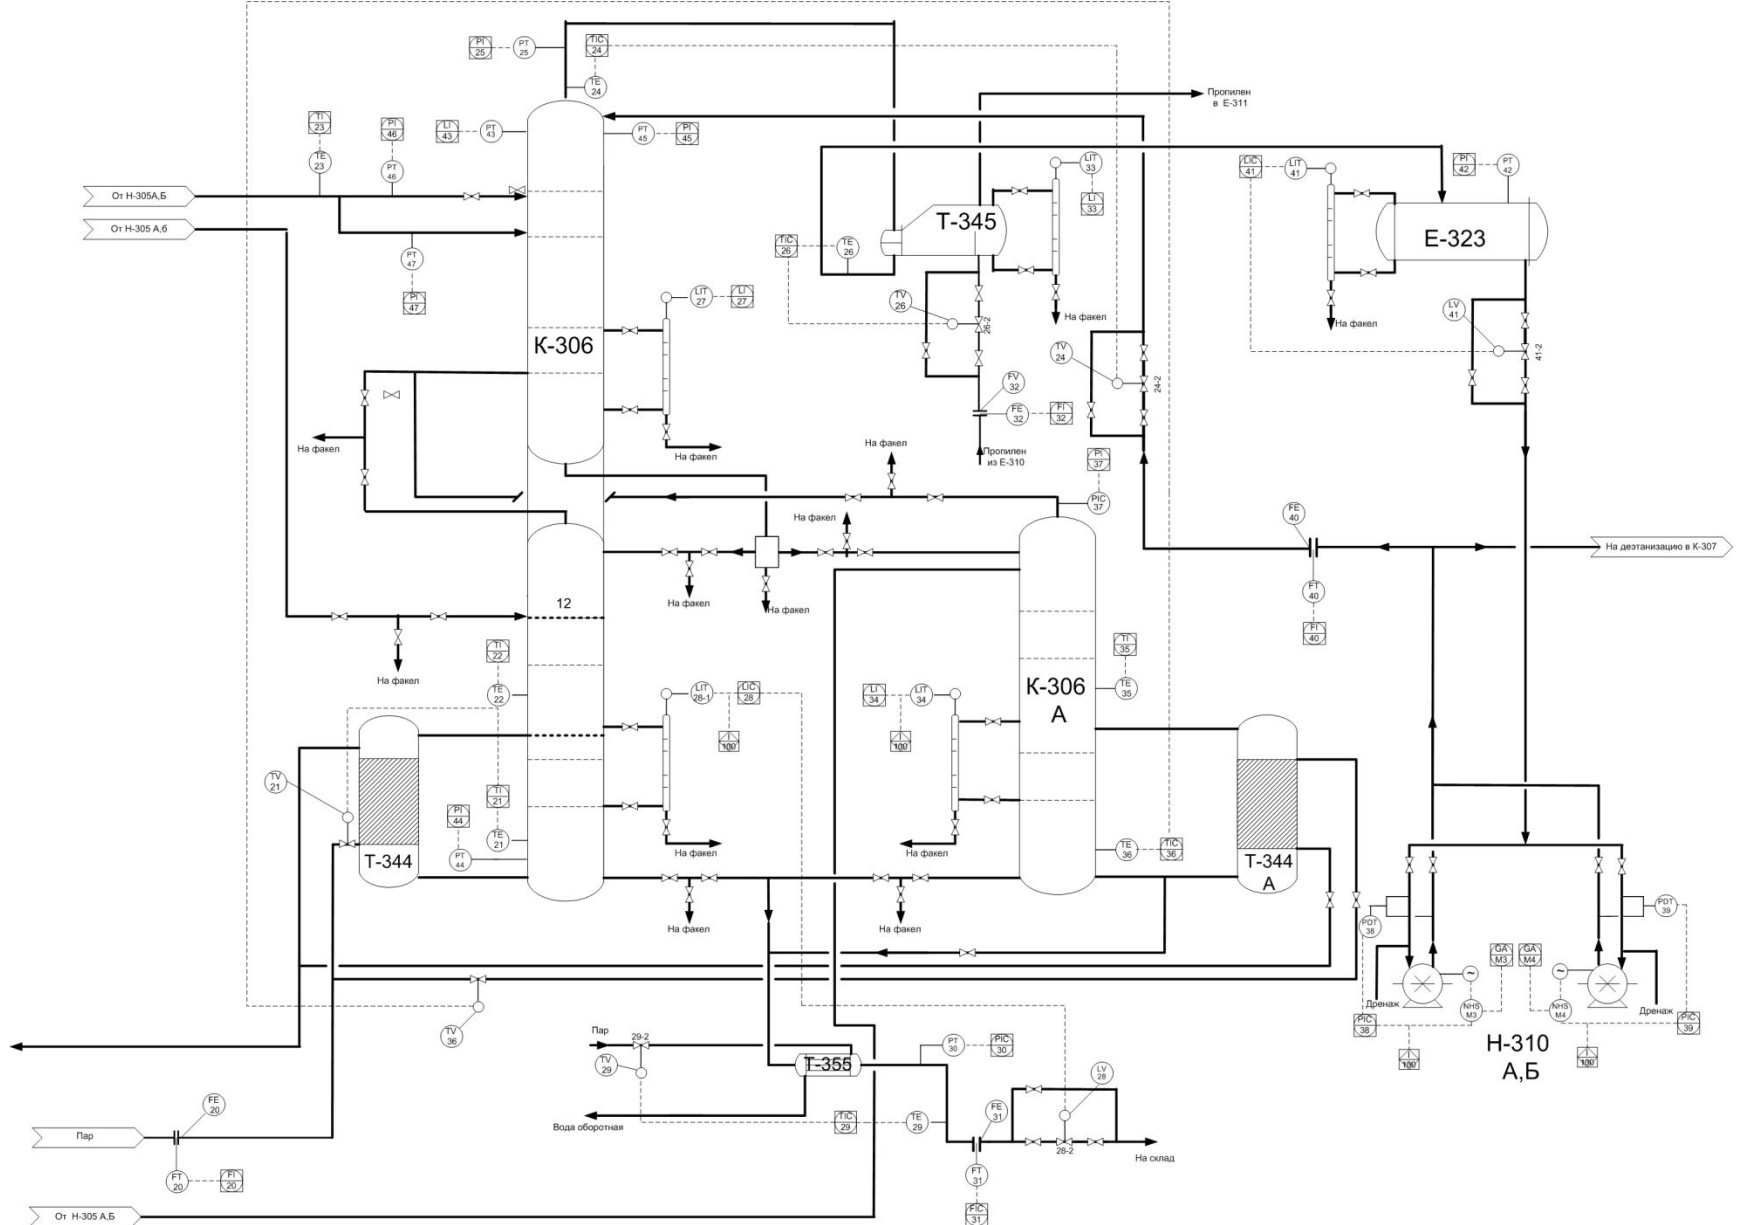 PI
25
PT
25
TIC
24
TE
24
Пропилен
в Е-311
TI
23
TE
23
PI
46
PT
46
LI
43
PT
43
PT
45
PI
45
LIT
33
LI
33
LIC
41
LIT
41
PI
42
PT
42
От Н-305А,Б
От Н-305 А,б
PT
47
PI
47
Т-345
Е-323
TIC
26
TE
26
TV
26
26-2
На факел
На факел
LIT
27
LI
27
К-306
TV
24
24-2
LV
41
41-2
FV
32
FE
32
FI
32
Пропилен
из Е-310
На факел
На факел
На факел
PI
37
PIC
37
На факел
FE
40
FT
40
FI
40
На деэтанизацию в К-307
На факел
На факел
12
TI
22
TE
22
На факел
LIT
28-1
LIC
28
I
100
LI
34
LIT
34
I
100
TI
35
TE
35
К-306
А
TV
21
TI
21
TE
21
PI
44
PT
44
Т-344
На факел
На факел
TE
36
TIC
36
Т-344
А
На факел
На факел
PDT
38
PDT
39
GA
M3
GA
M4
Дренаж
Дренаж
NHS
M3
NHS
M4
PIC
38
PIC
39
I
100
I
100
Н-310
А,Б
TV
36
Пар
29-2
TV
29
Т-355
PT
30
PIC
30
LV
28
Вода оборотная
TIC
29
TE
29
FE
31
28-2
На склад
FT
31
FIC
31
FE
20
Пар
FT
20
FI
20
От Н-305 А,Б